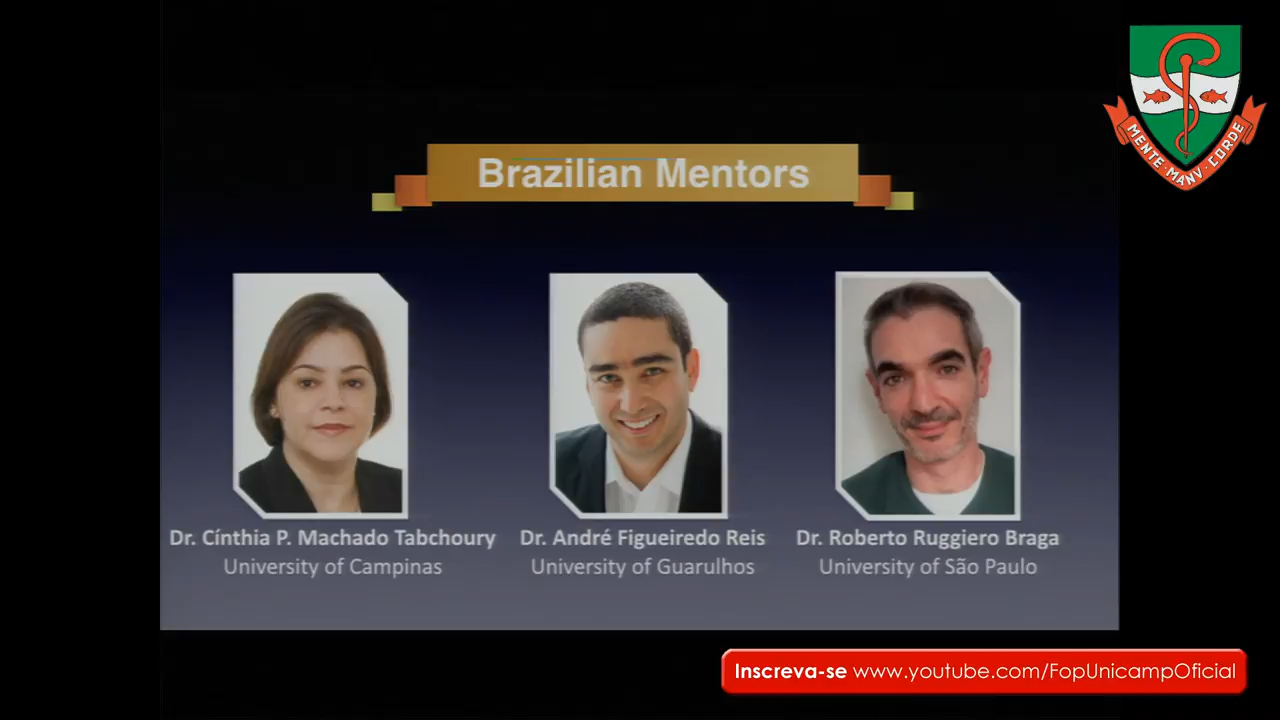 Brazilian Mentors
MENTE · MANV · CORDE
Dr. Cínthia P. Machado Tabchoury
University of Campinas
Dr. André Figueiredo Reis
University of Guarulhos
Dr. Roberto Ruggiero Braga
University of São Paulo
Inscreva-se www.youtube.com/FopUnicampOficial